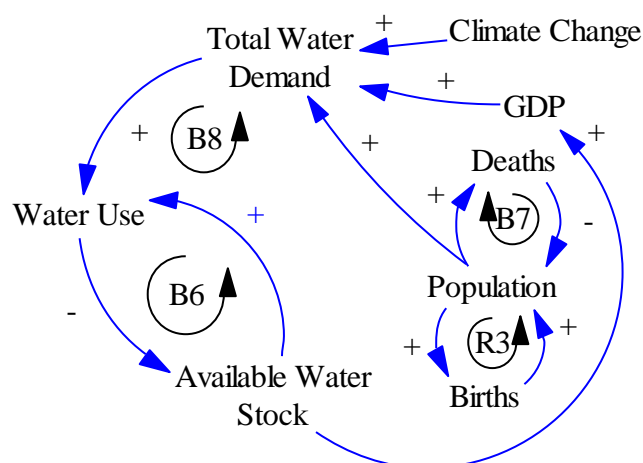 +
Climate Change
Total Water
Demand
+
GDP
+
+
B8
+
Deaths
+
B7
-
Water Use
+
B6
-
Population
+
R3
+
Available Water
Stock
Births